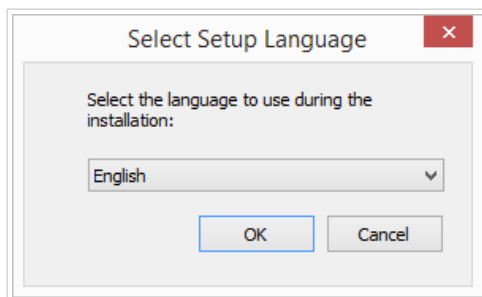 Select Setup Language
Select the language to use during the
installation:
English
OK
Cancel